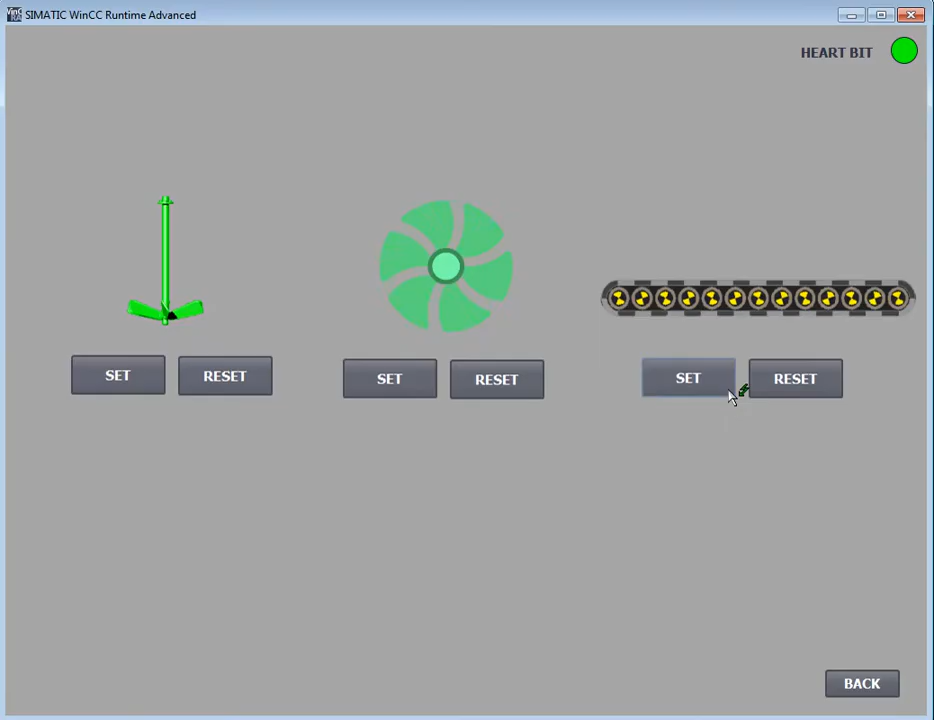 SIMATIC WinCC Runtime Advanced
HEART BIT
SET RESET SET RESET SET RESET
BACK